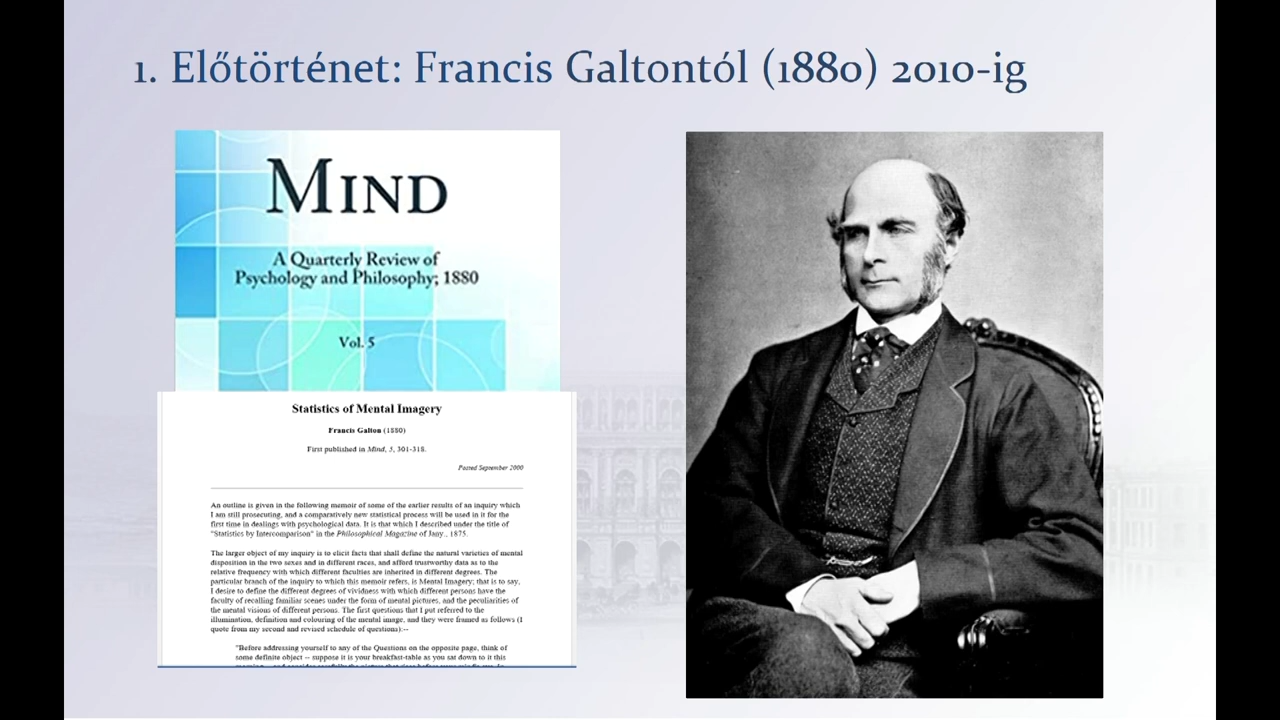 1. Előtörténet: Francis Galtontól (1880) 2010-ig
MIND
A Quarterly Review of
Psychology and Philosophy; 1880
Vol. 5
Statistics of Mental Imagery
Francis Galton (1880)
First published in Mind, 5, 301-318.
Posted September 2000
An outline is given in the following memoir of some of the earlier results of an inquiry which
I am still prosecuting, and a comparatively new statistical process will be used in it for the
first time in dealings with psychological data. It is that which I described under the title of
"Statistics by Intercomparison" in the Philosophical Magazine of Jany., 1875.
The larger object of my inquiry is to elicit facts that shall define the natural varieties of mental
disposition in the two sexes and in different races, and afford trustworthy data as to the
relative frequency with which different faculties are inherited in different degrees. The
particular branch of the inquiry to which this memoir refers, is Mental Imagery; that is to say,
I desire to define the different degrees of vividness with which different persons have the
faculty of recalling familiar scenes under the form of mental pictures, and the peculiarities of
the mental visions of different persons. The first questions that I put referred to the
illumination, definition and colouring of the mental image, and they were framed as follows (I
quote from my second and revised schedule of questions):--
"Before addressing yourself to any of the Questions on the opposite page, think of
some definite object -- suppose it is your breakfast-table as you sat down to it this